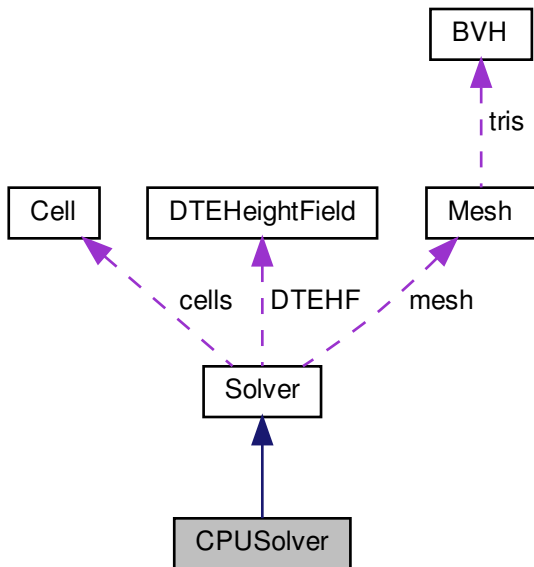 BVH
tris
Cell
DTEHeightField
Mesh
cells
DTEHF
mesh
Solver
CPUSolver